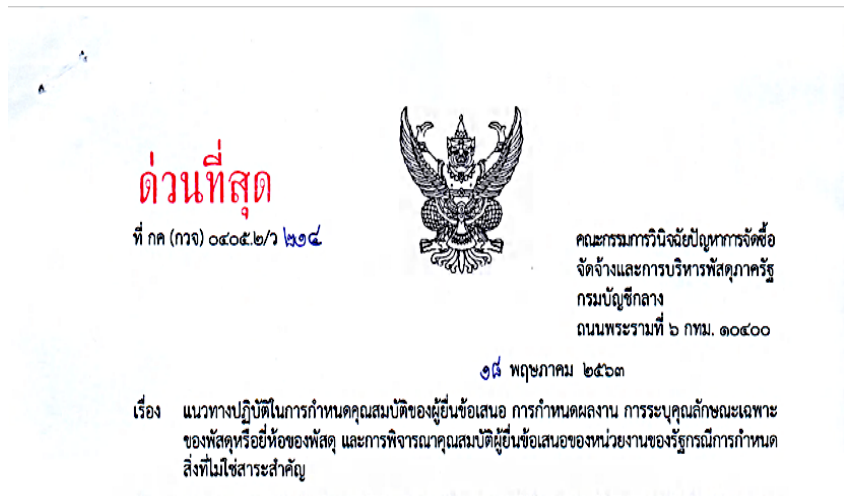 ด่วนที่สุด
ที่ กค (กวจ) ๐๔๐๕.๒/ว ๒๑๔
คณะกรรมการวินิจฉัยปัญหาการจัดซื้อ
จัดจ้างและการบริหารพัสดุภาครัฐ
กรมบัญชีกลาง
ถนนพระรามที่ ๖ กทม. ๑๐๔๐๐
๑๘ พฤษภาคม ๒๕๖๓
เรื่อง แนวทางปฏิบัติในการกำหนดคุณสมบัติของผู้ยื่นข้อเสนอ การกำหนดผลงาน การระบุคุณลักษณะเฉพาะ
ของพัสดุหรือยี่ห้อของพัสดุ และการพิจารณาคุณสมบัติผู้ยื่นข้อเสนอของหน่วยงานของรัฐกรณีการกำหนด
สิ่งที่ไม่ใช่สาระสำคัญ